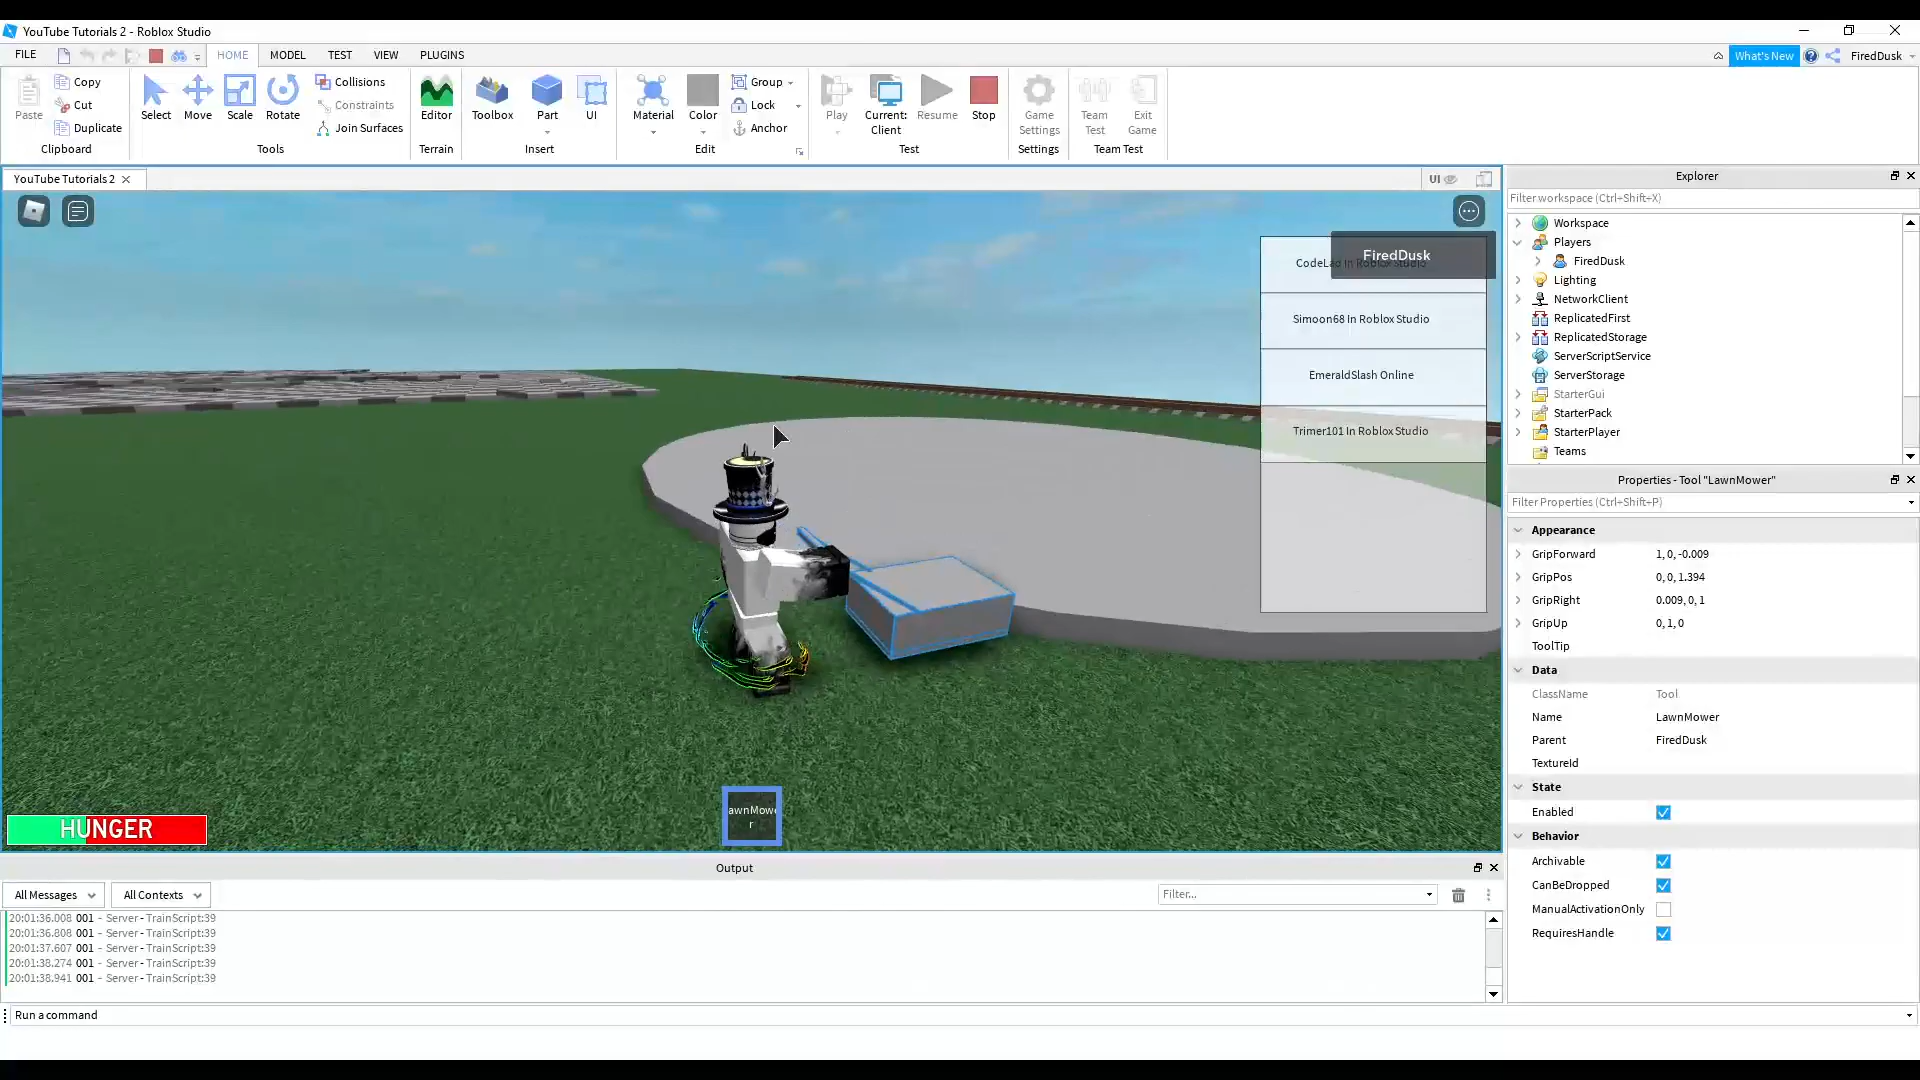 YouTube Tutorials 2 - Roblox Studio
FILE
HOME
MODEL
TEST
VIEW
PLUGINS
What's New
FiredDusk
Paste
Copy
Cut
Duplicate
Clipboard
Select
Move
Scale
Rotate
Collisions
Constraints
Join Surfaces
Tools
Editor
Terrain
Toolbox
Part
UI
Insert
Material
Color
Group
Lock
Anchor
Edit
Play
Current:
Client
Resume
Stop
Test
Game
Settings
Settings
Team
Test
Exit
Game
Team Test
YouTube Tutorials 2
UI
FiredDusk
CodeLad In Roblox Studio
Simoon68 In Roblox Studio
EmeraldSlash Online
Trimer101 In Roblox Studio
HUNGER
awnMowe
r
Explorer
Filter workspace (Ctrl+Shift+X)
Workspace
Players
FiredDusk
Lighting
NetworkClient
ReplicatedFirst
ReplicatedStorage
ServerScriptService
ServerStorage
StarterGui
StarterPack
StarterPlayer
Teams
Properties - Tool "LawnMower"
Filter Properties (Ctrl+Shift+P)
Appearance
GripForward 1, 0, -0.009
GripPos 0, 0, 1.394
GripRight 0.009, 0, 1
GripUp 0, 1, 0
ToolTip
Data
ClassName Tool
Name LawnMower
Parent FiredDusk
TextureId
State
Enabled
Behavior
Archivable
CanBeDropped
ManualActivationOnly
RequiresHandle
Output
All Messages
All Contexts
Filter...
20:01:36.008 001 - Server - TrainScript:39
20:01:36.808 001 - Server - TrainScript:39
20:01:37.607 001 - Server - TrainScript:39
20:01:38.274 001 - Server - TrainScript:39
20:01:38.941 001 - Server - TrainScript:39
Run a command